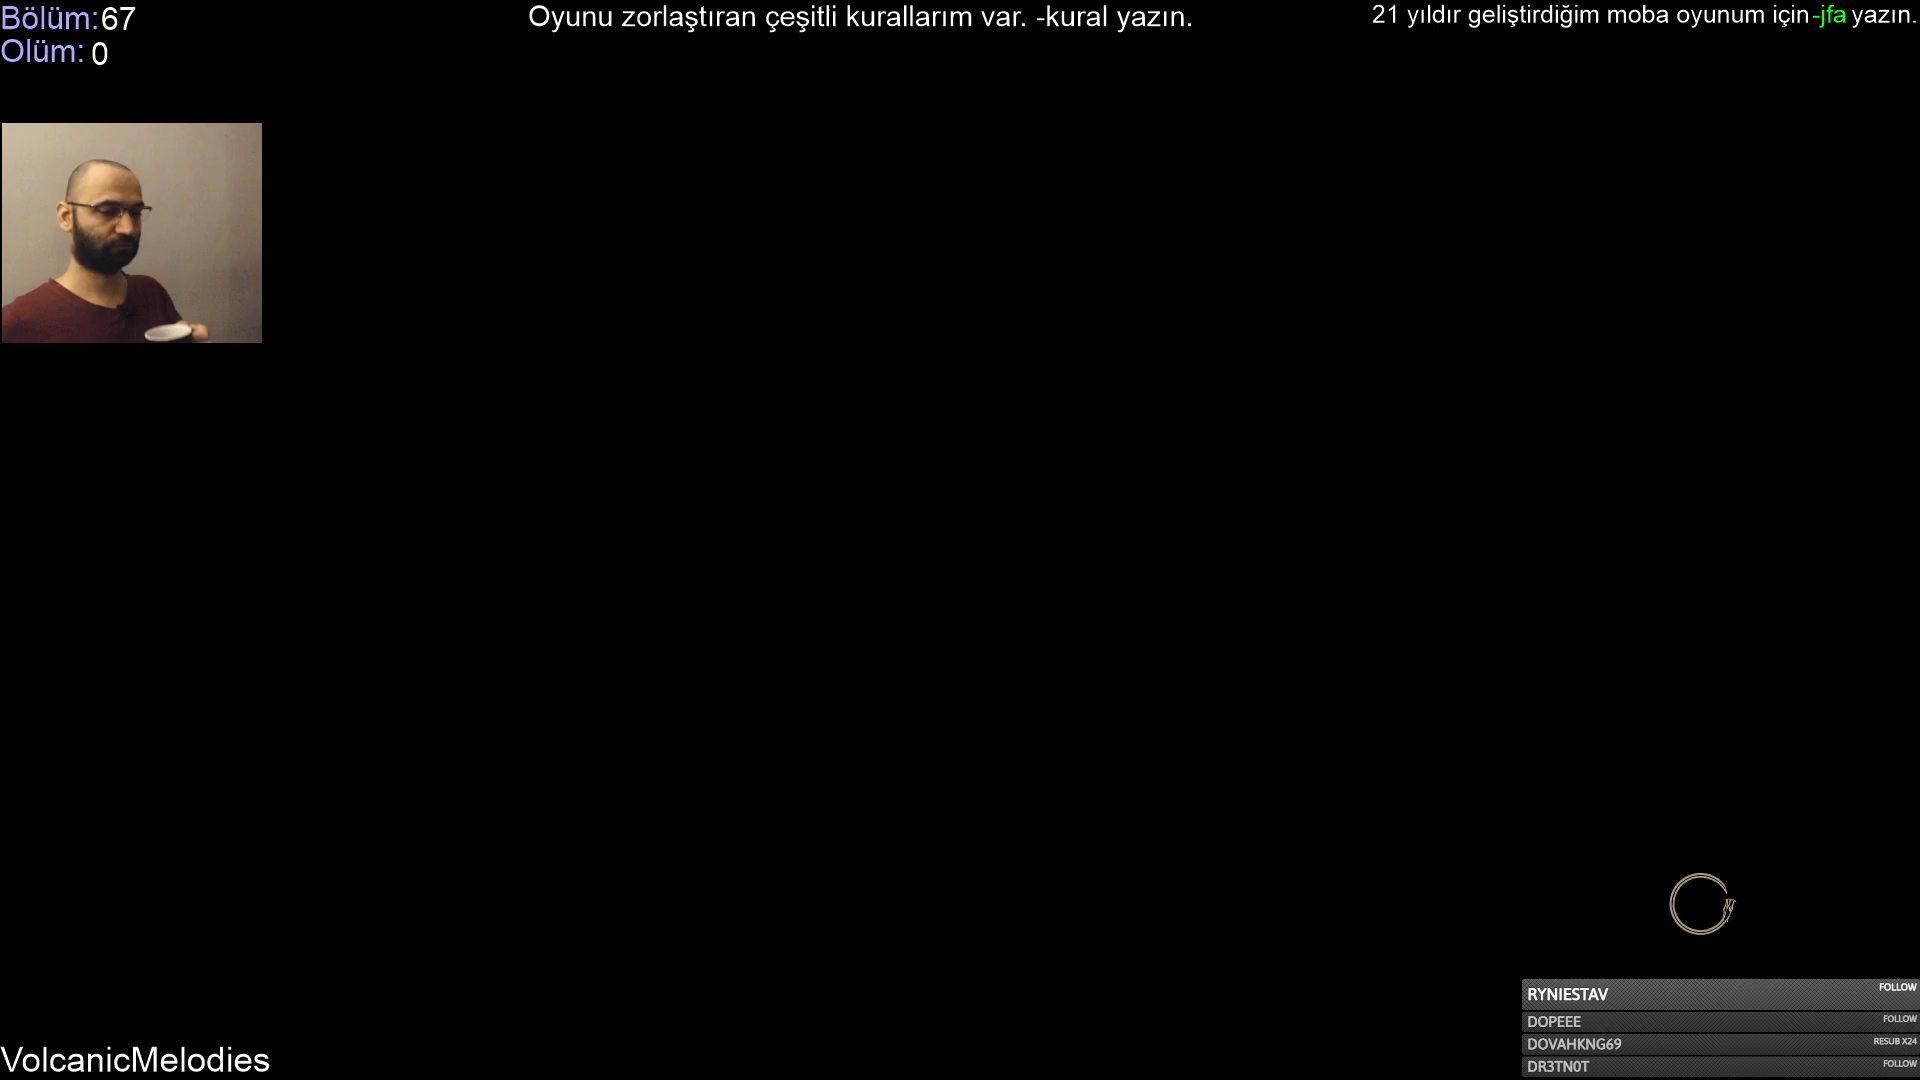 Bölüm:67
Olüm: 0
Oyunu zorlaştıran çeşitli kurallarım var. -kural yazın.
21 yıldır geliştirdiğim moba oyunum için -jfa yazın.
RYNIESTAV FOLLOW
DOPEEE FOLLOW
DOVAHKNG69 RESUB X24
DR3TN0T FOLLOW
VolcanicMelodies